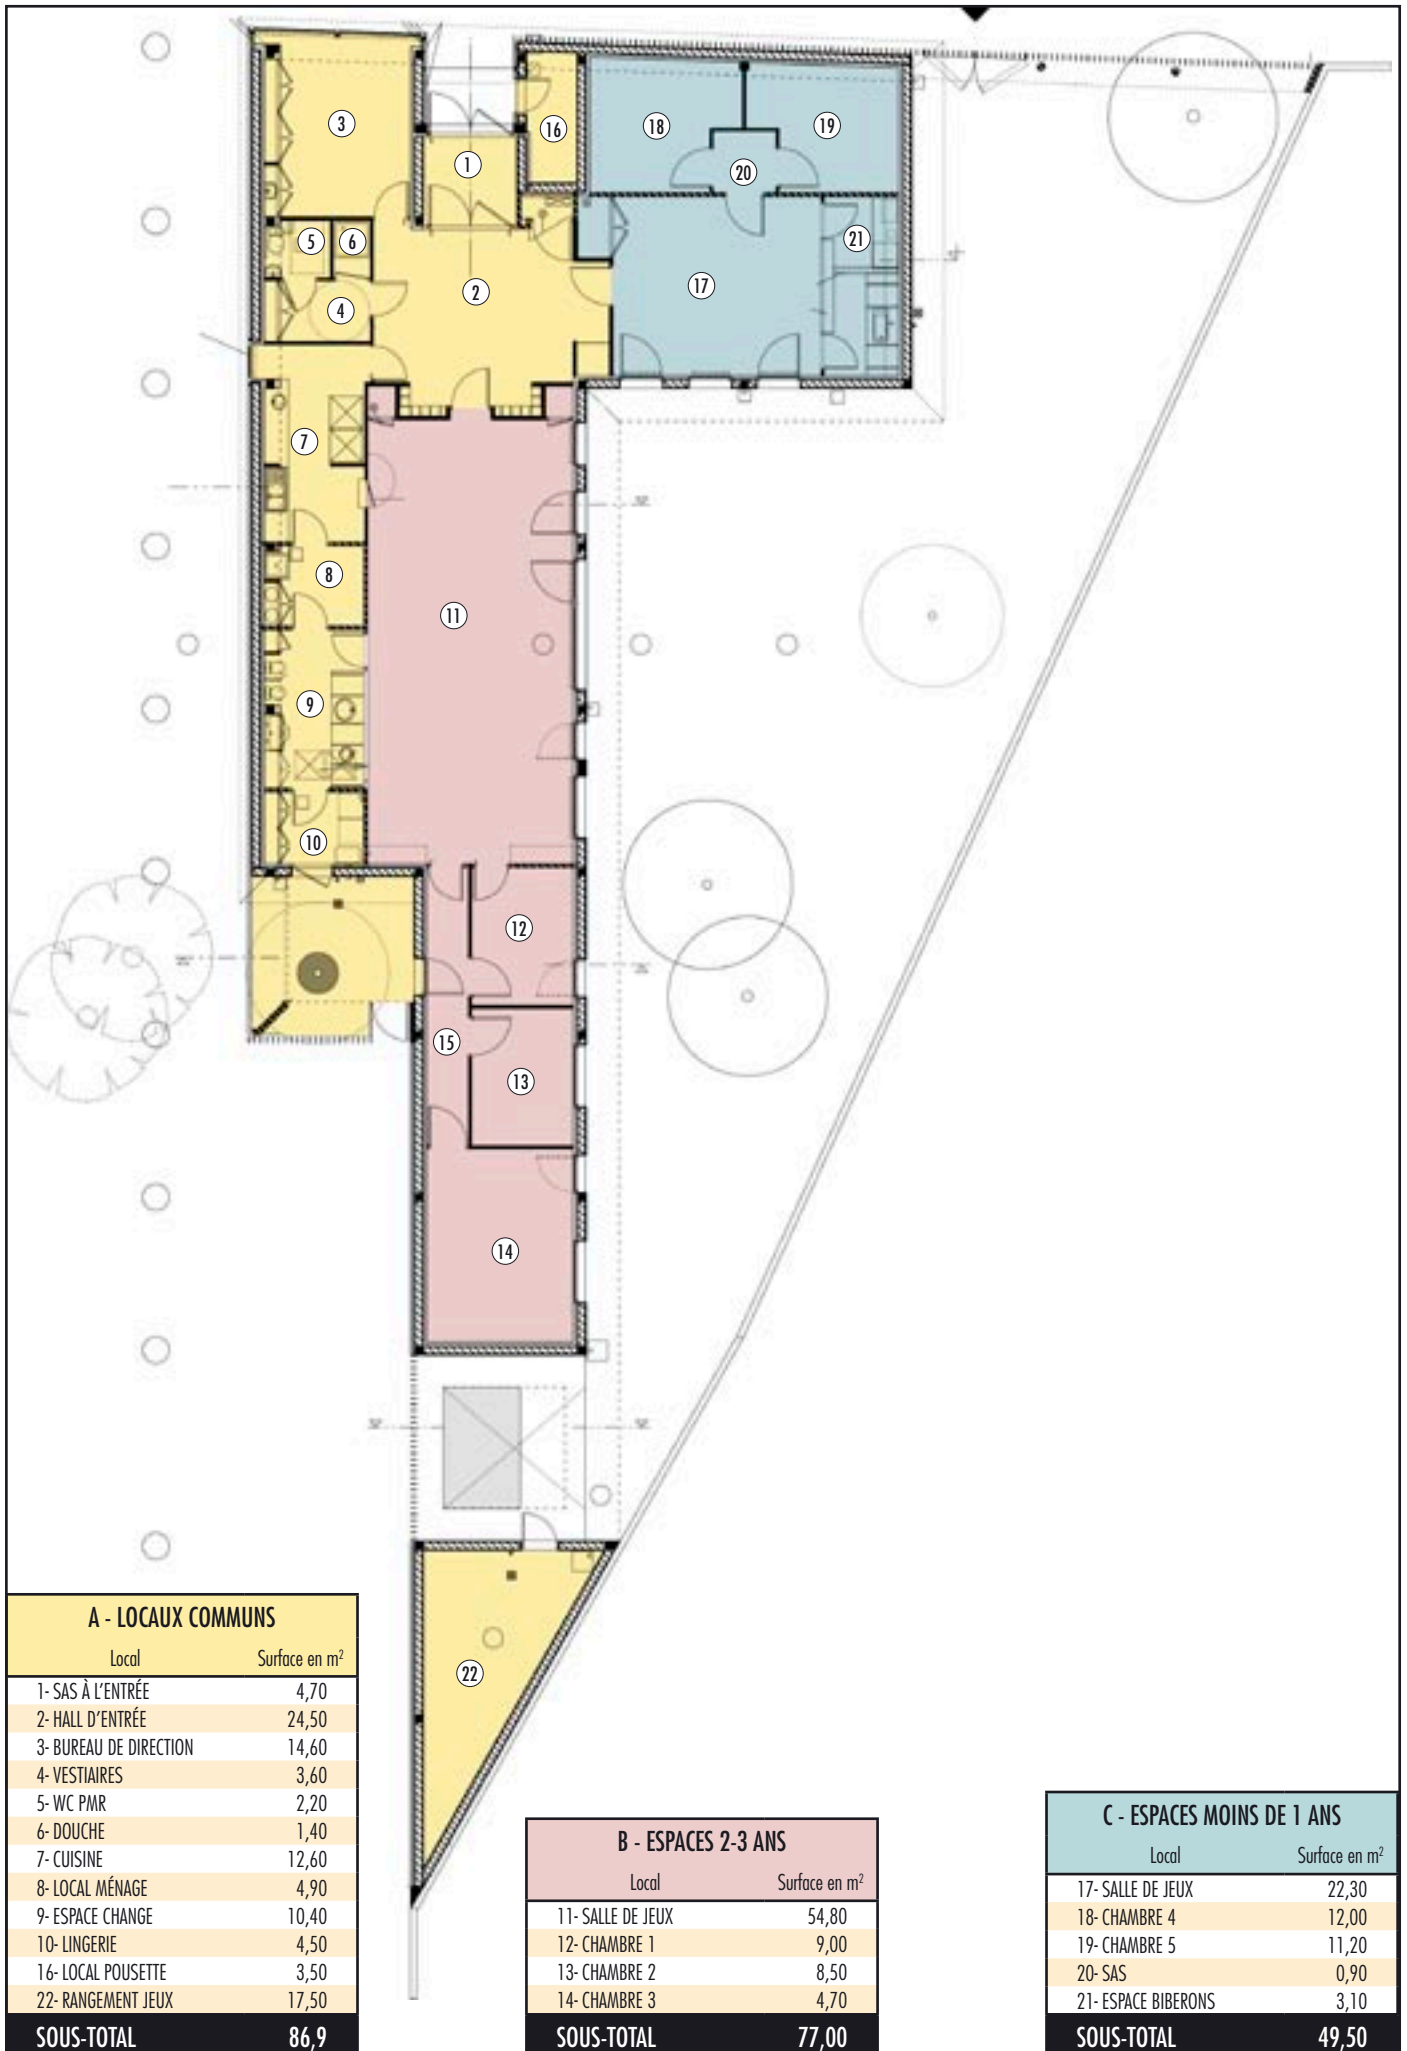 3
1
16
18
19
20
5
6
21
4
2
17
7
8
11
9
10
12
15
13
14
22
A - LOCAUX COMMUNS
Local Surface en m²
1- SAS À L'ENTRÉE 4,70
2- HALL D'ENTRÉE 24,50
3- BUREAU DE DIRECTION 14,60
4- VESTIAIRES 3,60
5- WC PMR 2,20
6- DOUCHE 1,40
7- CUISINE 12,60
8- LOCAL MÉNAGE 4,90
9- ESPACE CHANGE 10,40
10- LINGERIE 4,50
16- LOCAL POUSETTE 3,50
22- RANGEMENT JEUX 17,50
SOUS-TOTAL 86,9
B - ESPACES 2-3 ANS
Local Surface en m²
11- SALLE DE JEUX 54,80
12- CHAMBRE 1 9,00
13- CHAMBRE 2 8,50
14- CHAMBRE 3 4,70
SOUS-TOTAL 77,00
C - ESPACES MOINS DE 1 ANS
Local Surface en m²
17- SALLE DE JEUX 22,30
18- CHAMBRE 4 12,00
19- CHAMBRE 5 11,20
20- SAS 0,90
21- ESPACE BIBERONS 3,10
SOUS-TOTAL 49,50